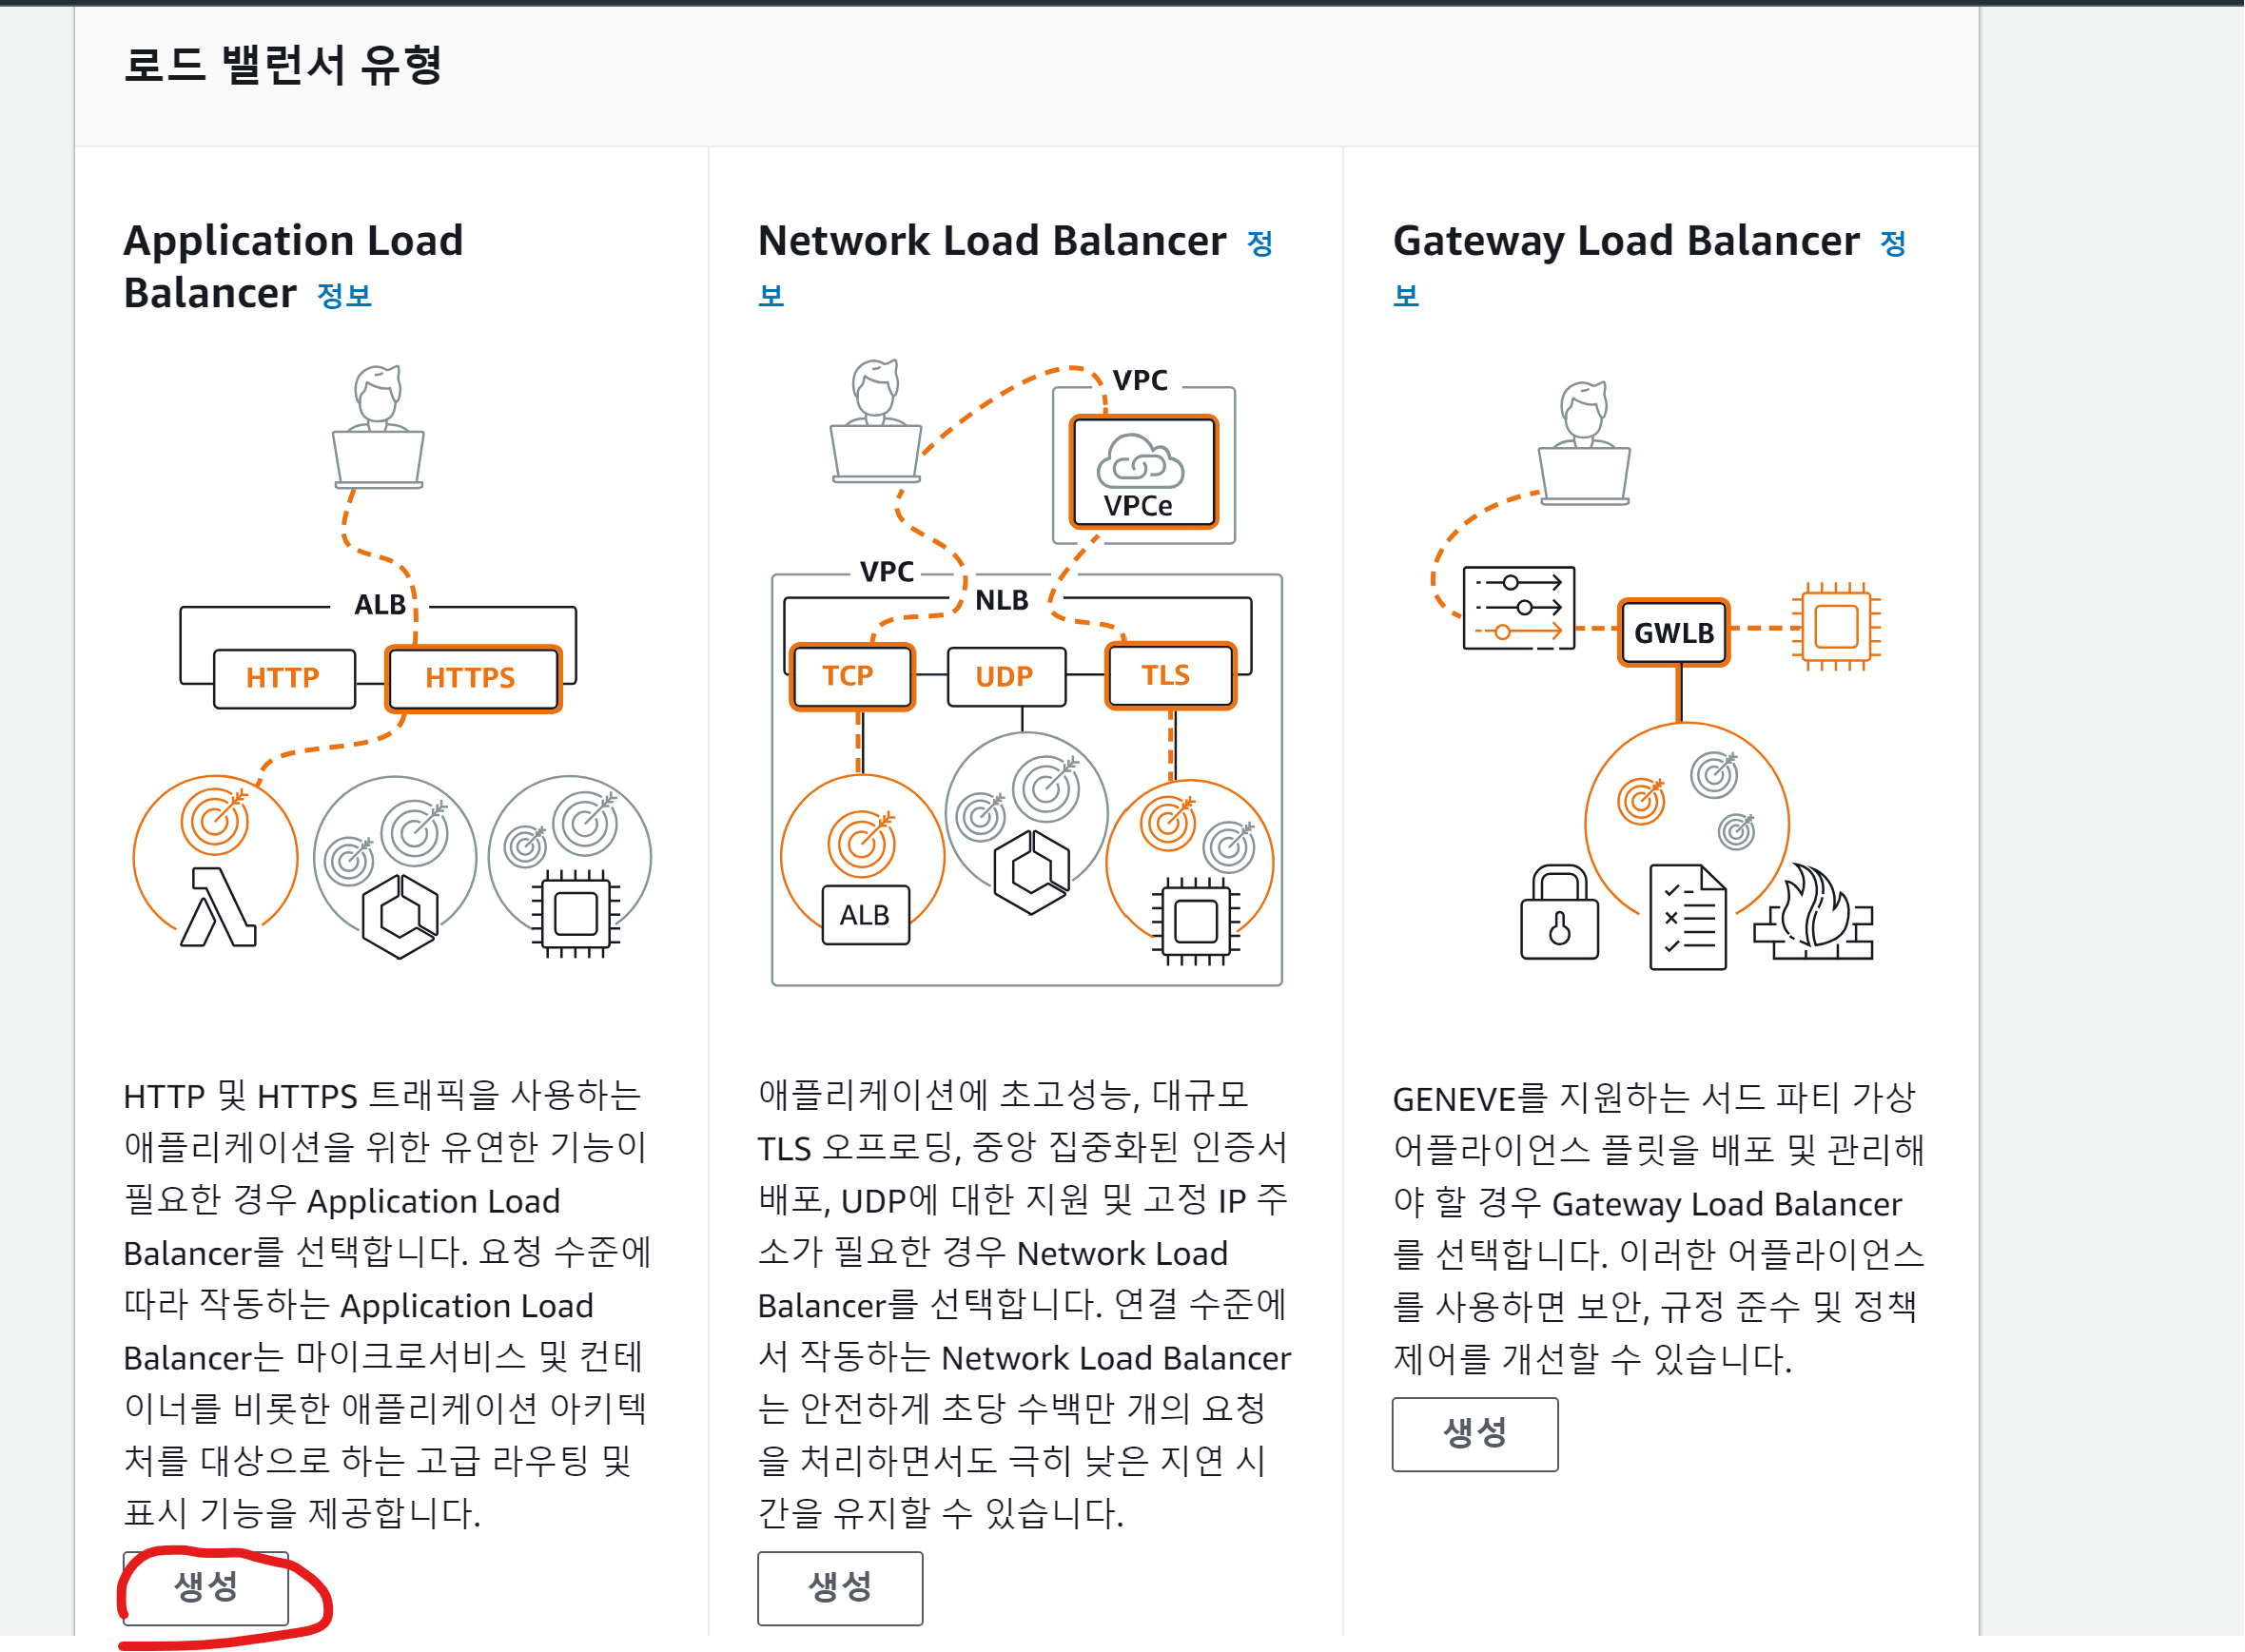 로드 밸런서 유형
Application Load
Balancer 정보
ALB
HTTP
HTTPS
HTTP 및 HTTPS 트래픽을 사용하는
애플리케이션을 위한 유연한 기능이
필요한 경우 Application Load
Balancer를 선택합니다. 요청 수준에
따라 작동하는 Application Load
Balancer는 마이크로서비스 및 컨테
이너를 비롯한 애플리케이션 아키텍
처를 대상으로 하는 고급 라우팅 및
표시 기능을 제공합니다.
생성
Network Load Balancer 정
보
VPC
VPCe
VPC
NLB
TCP
UDP
TLS
ALB
애플리케이션에 초고성능, 대규모
TLS 오프로딩, 중앙 집중화된 인증서
배포, UDP에 대한 지원 및 고정 IP 주
소가 필요한 경우 Network Load
Balancer를 선택합니다. 연결 수준에
서 작동하는 Network Load Balancer
는 안전하게 초당 수백만 개의 요청
을 처리하면서도 극히 낮은 지연 시
간을 유지할 수 있습니다.
생성
Gateway Load Balancer 정
보
GWLB
GENEVE를 지원하는 서드 파티 가상
어플라이언스 플릿을 배포 및 관리해
야 할 경우 Gateway Load Balancer
를 선택합니다. 이러한 어플라이언스
를 사용하면 보안, 규정 준수 및 정책
제어를 개선할 수 있습니다.
생성